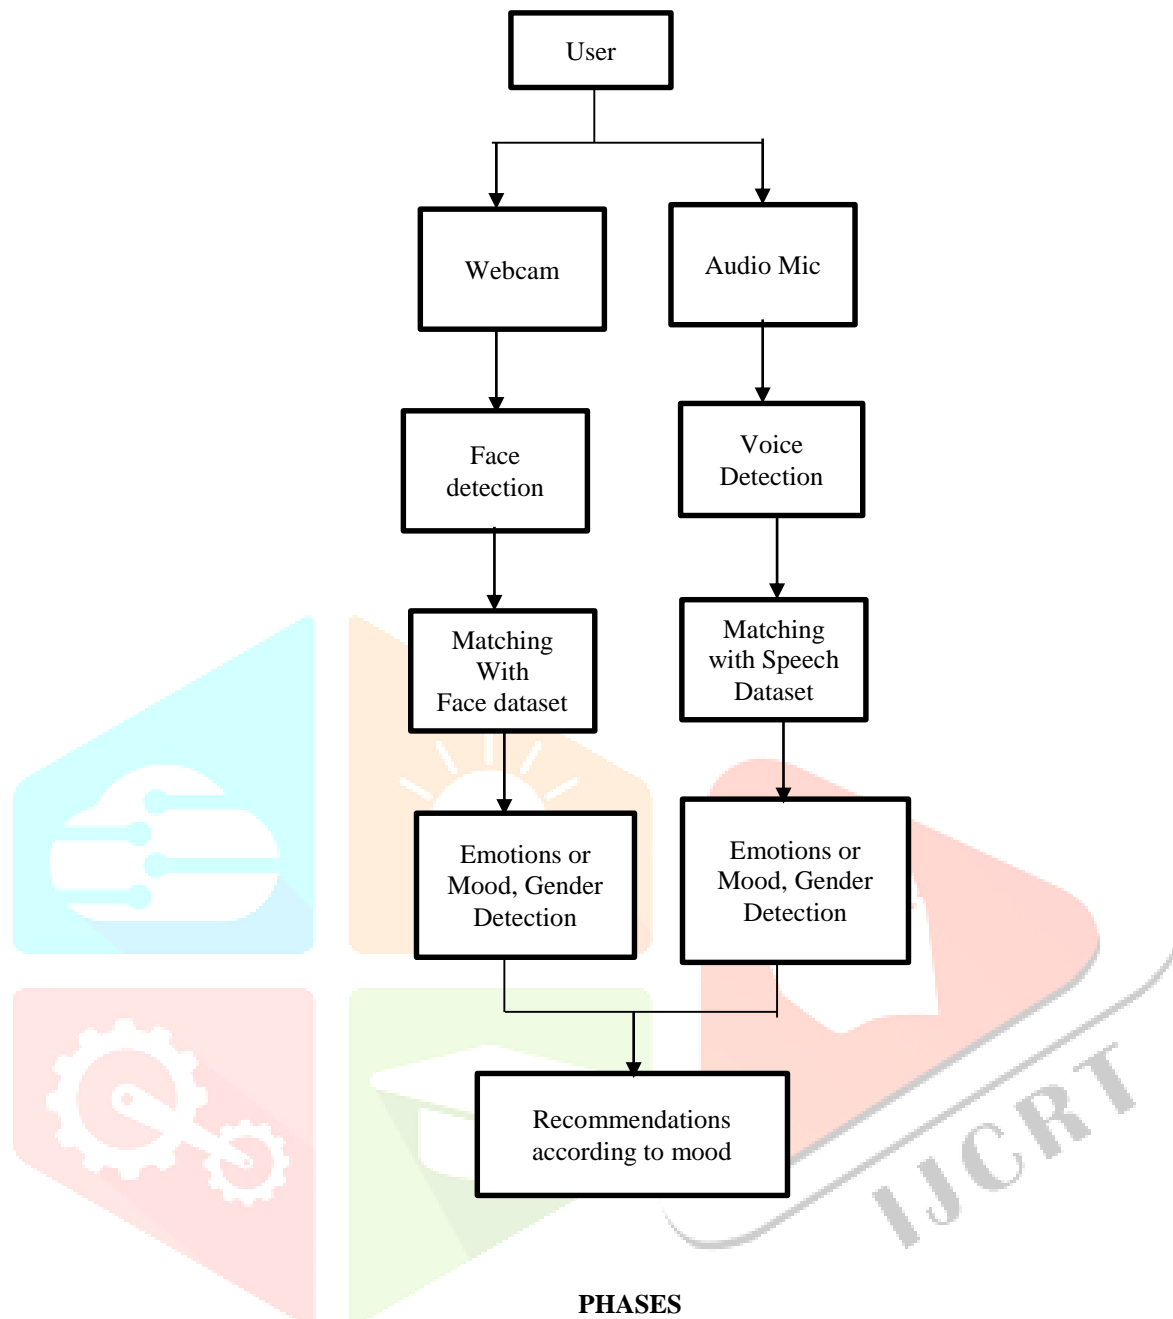 User
Webcam
Audio Mic
Face
detection
Voice
Detection
Matching
With
Face dataset
Matching
with Speech
Dataset
Emotions or
Mood, Gender
Detection
Emotions or
Mood, Gender
Detection
Recommendations
according to mood
IJCRT
PHASES